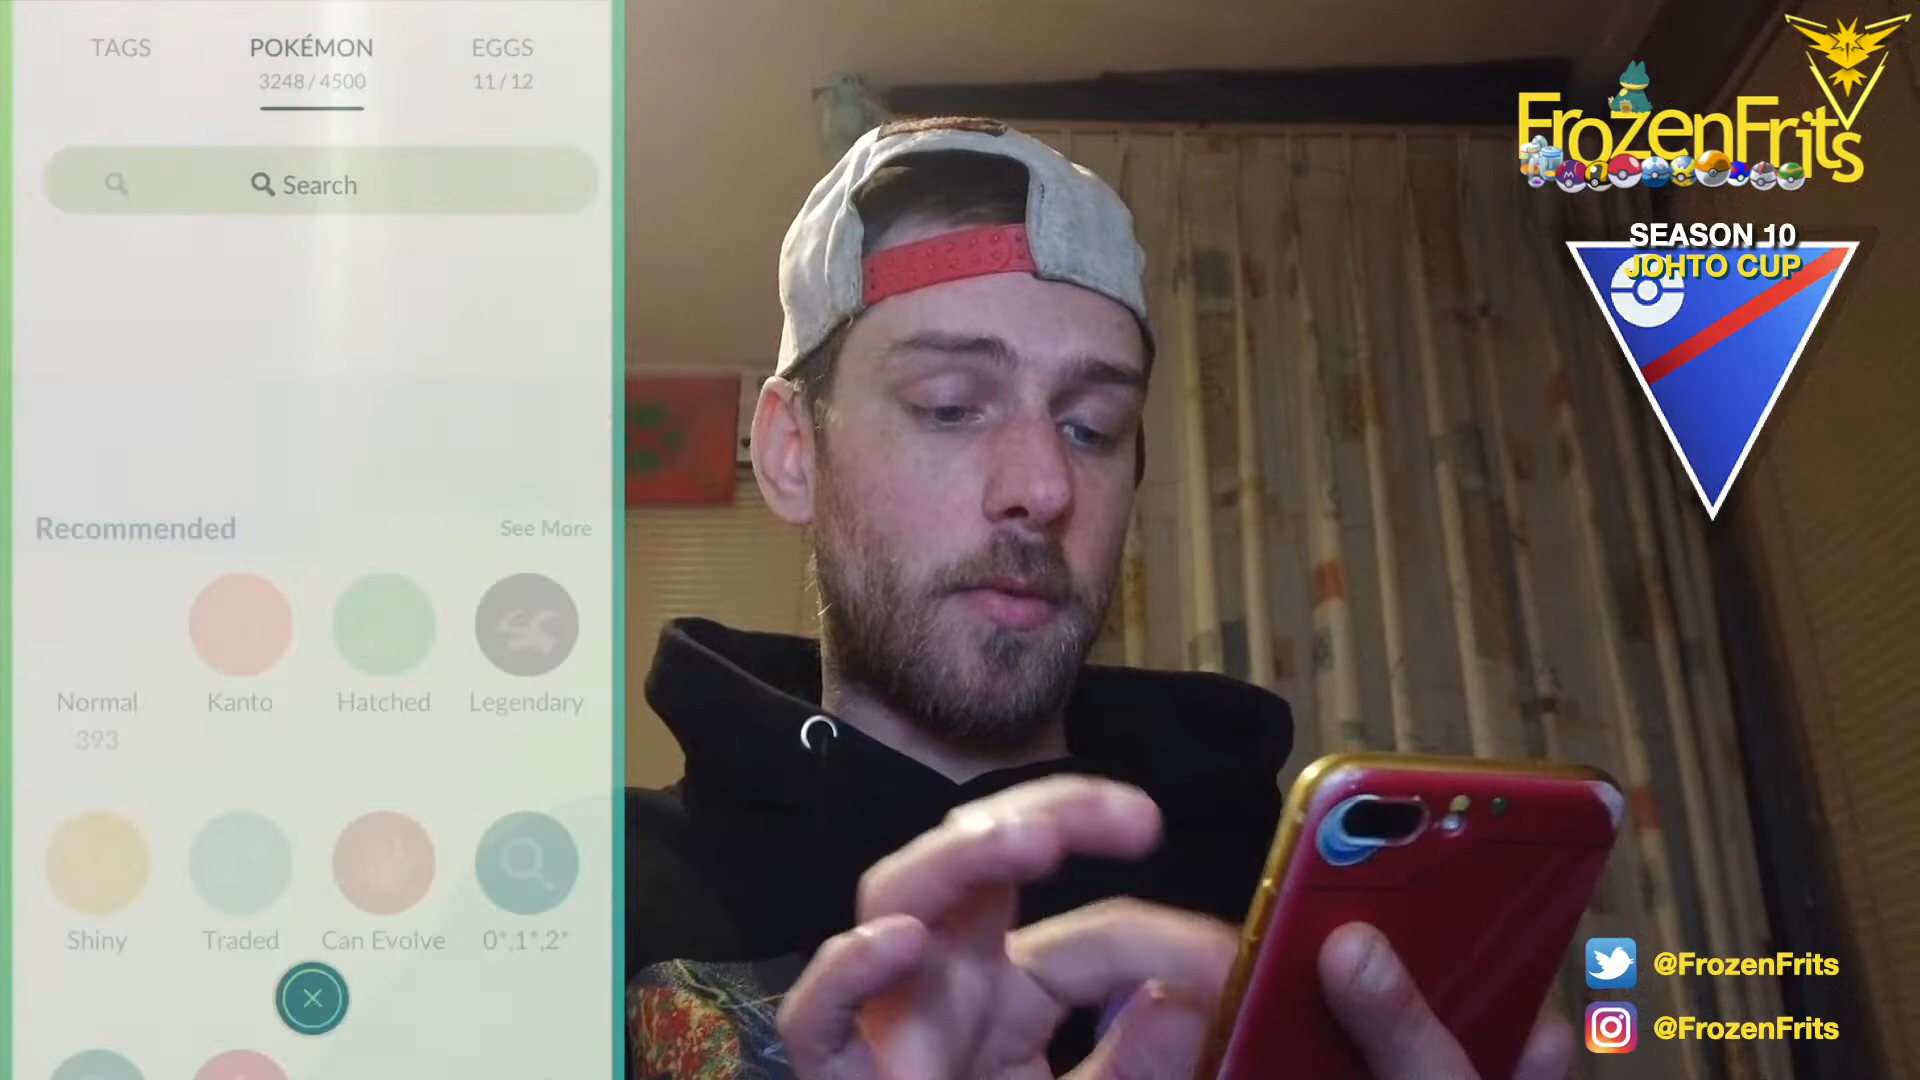 TAGS
POKÉMON
EGGS
3248 / 4500
11 / 12
Search
Recommended
See More
Normal
Kanto
Hatched
Legendary
393
Shiny
Traded
Can Evolve
0*,1*,2*
FrozenFrits
SEASON 10
JOHTO CUP
@FrozenFrits
@FrozenFrits